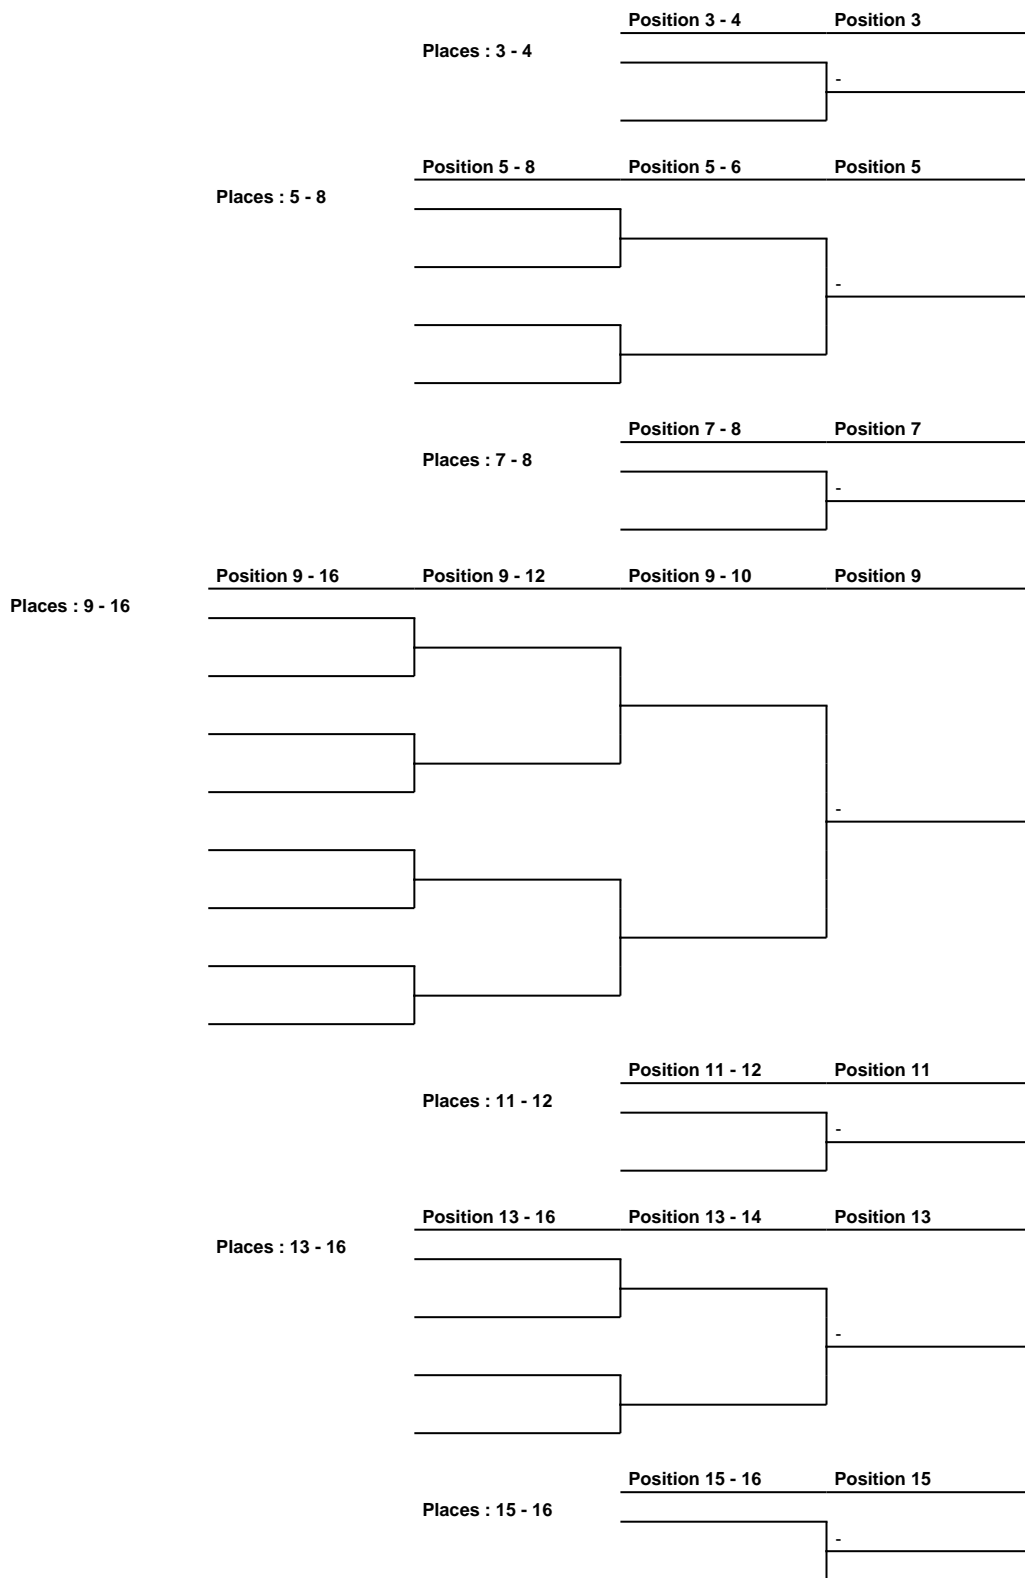 Position 3 - 4 Position 3
Places : 3 - 4
-
Position 5 - 8 Position 5 - 6 Position 5
Places : 5 - 8
-
Position 7 - 8 Position 7
Places : 7 - 8
-
Position 9 - 16 Position 9 - 12 Position 9 - 10 Position 9
Places : 9 - 16
-
Position 11 - 12 Position 11
Places : 11 - 12
-
Position 13 - 16 Position 13 - 14 Position 13
Places : 13 - 16
-
Position 15 - 16 Position 15
Places : 15 - 16
-